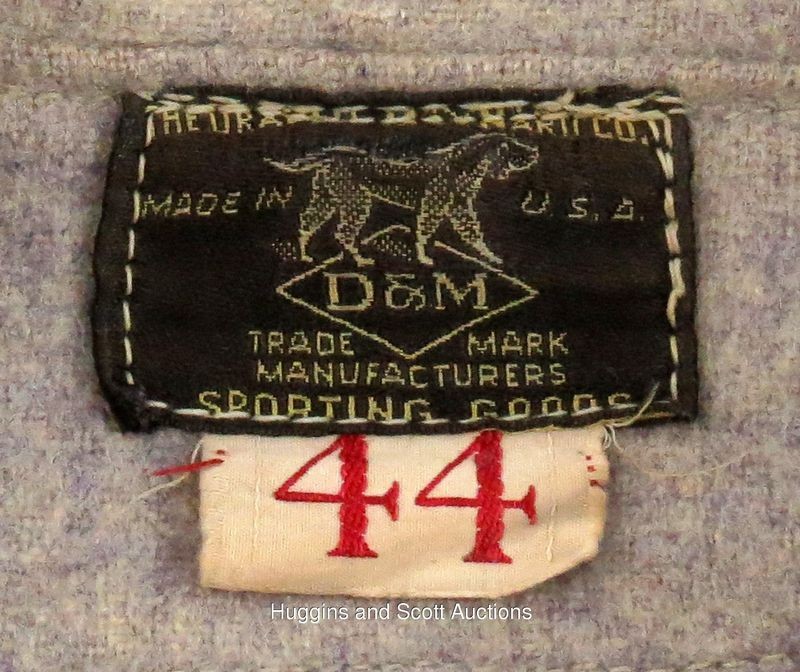 MADE IN U. S. A.
D&M
TRADE MARK
MANUFACTURERS
SPORTING GOODS
44
Huggins and Scott Auctions